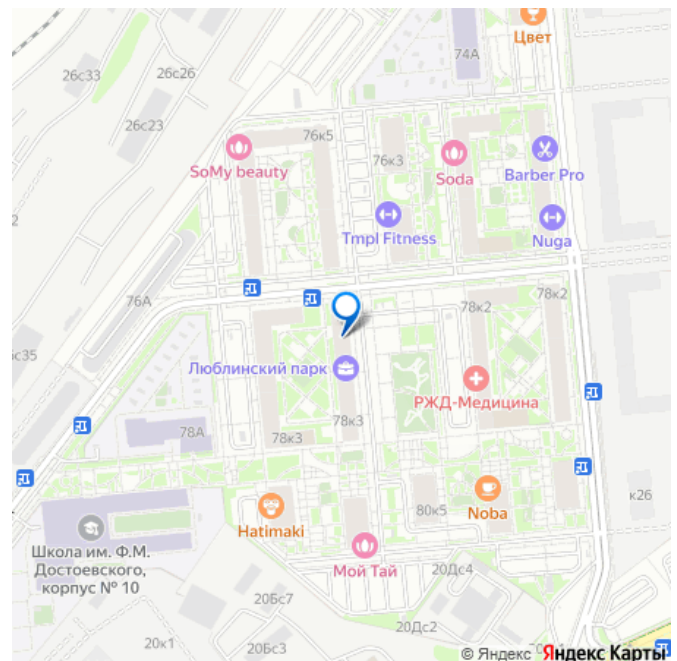 Цвет
74А
26с33
26с26
26с23
76к5
SoMy beauty
76к3
Soda
Barber Pro
Tmpl Fitness
Nuga
76А
78к2
78к2
с35
Люблинский парк
РЖД-Медицина
78А
78к3
78к3
Hatimaki
80к5
Noba
к26
Школа им. Ф.М.
Достоевского,
корпус № 10
Мой Тай
20Дс4
20Бс7
20Дс2
20к1
20Бс3
© Яндекс Яндекс Карты